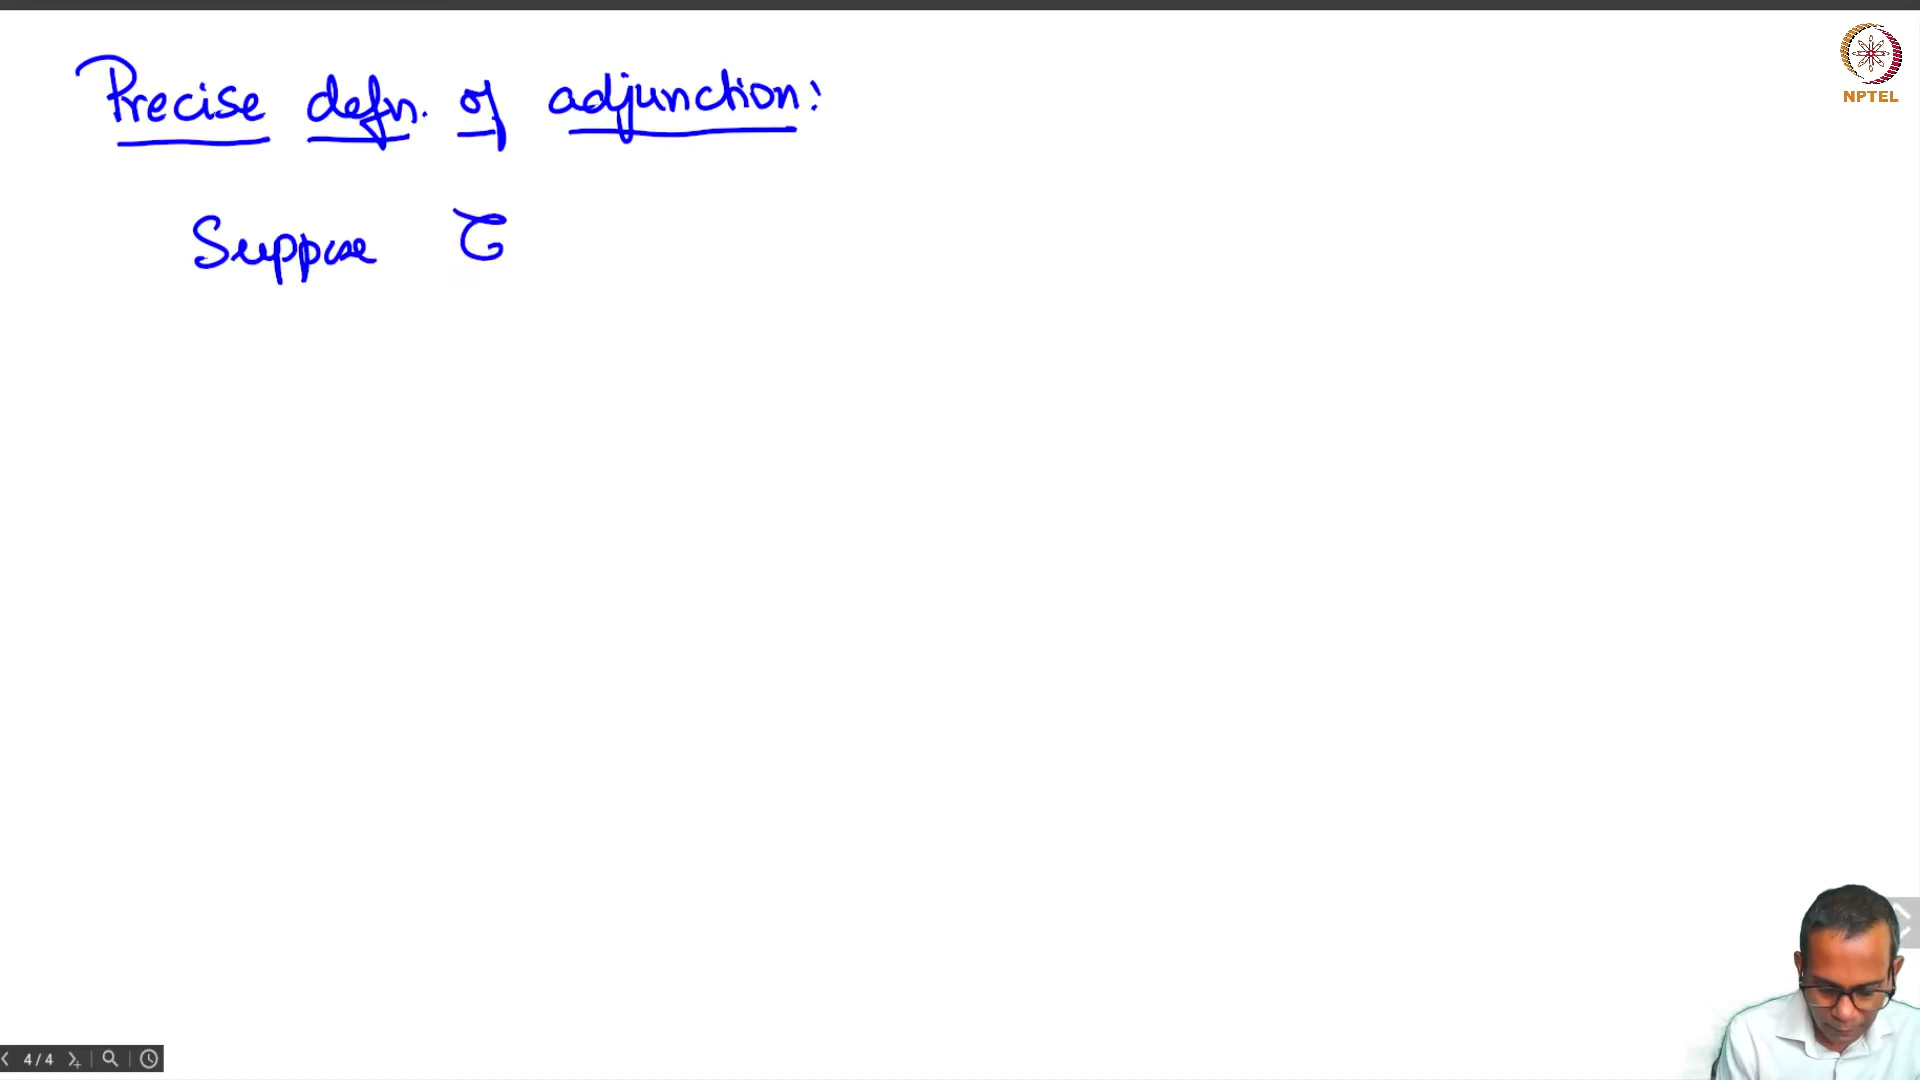 Precise defn. of adjunction:
Suppose 𝒞
NPTEL
4/4